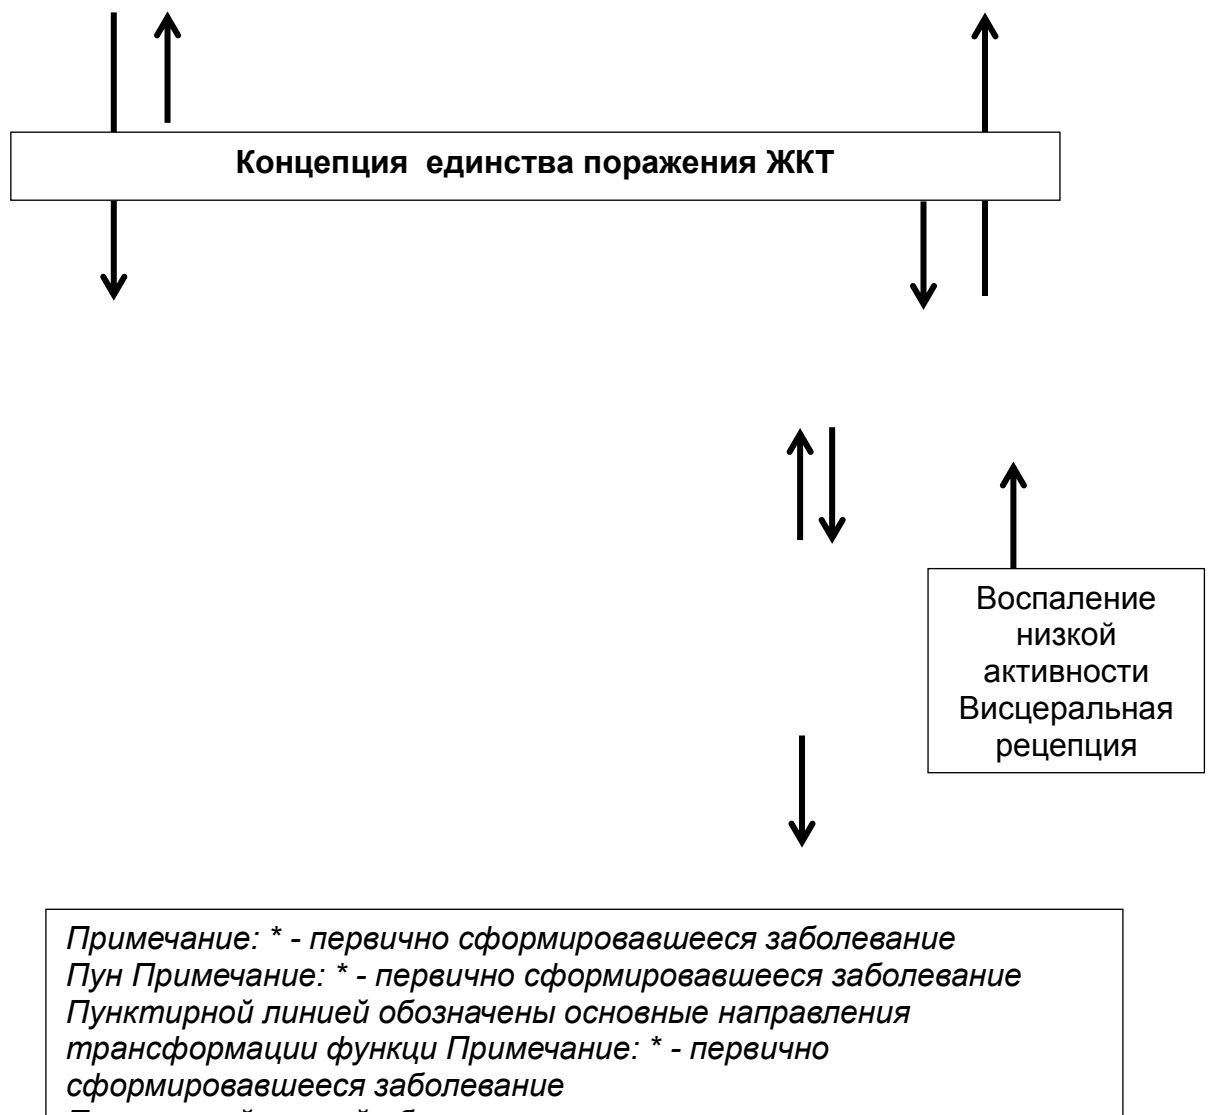 Концепция единства поражения ЖКТ
Воспаление
низкой
активности
Висцеральная
рецепция
Примечание: * - первично сформировавшееся заболевание
Пун Примечание: * - первично сформировавшееся заболевание
Пунктирной линией обозначены основные направления
трансформации функци Примечание: * - первично
сформировавшееся заболевание